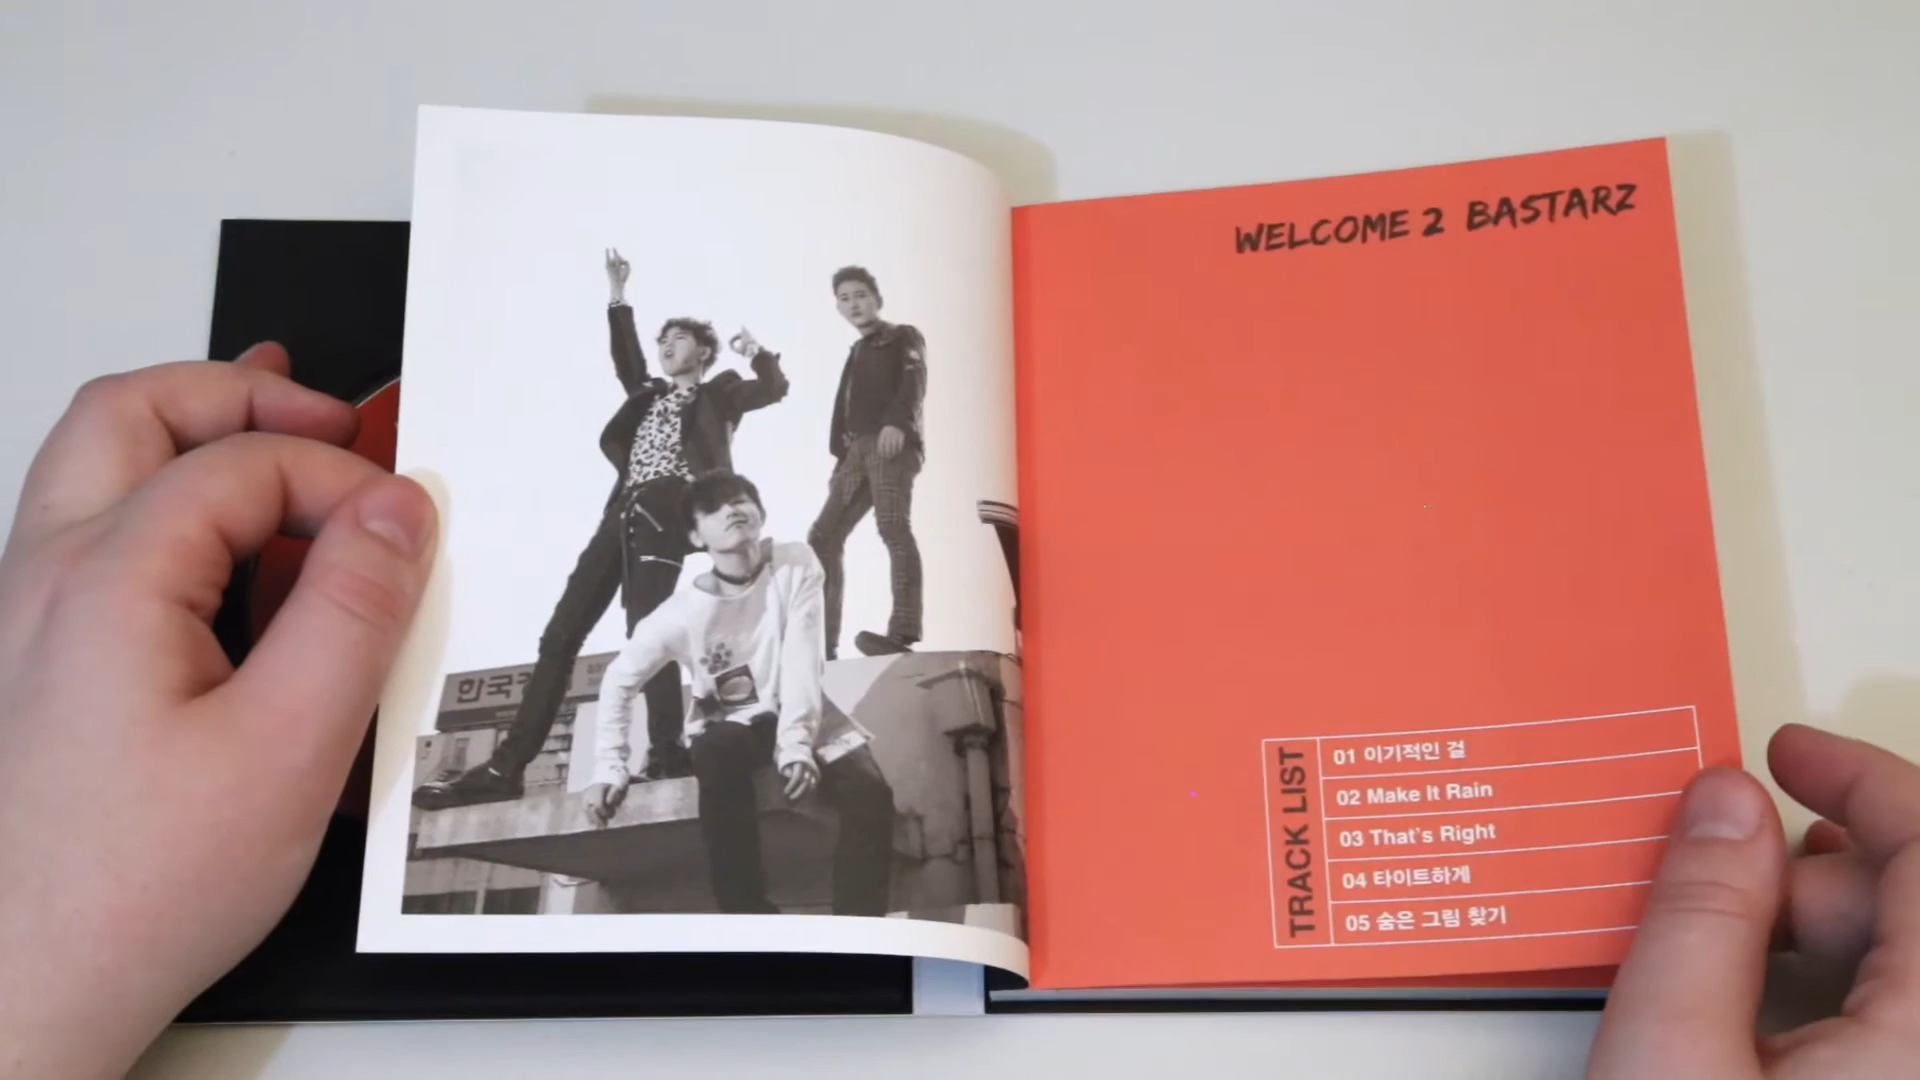 한국
WELCOME 2 BASTARZ
TRACK LIST
01 이기적인 걸
02 Make It Rain
03 That's Right
04 타이트하게
05 숨은 그림 찾기